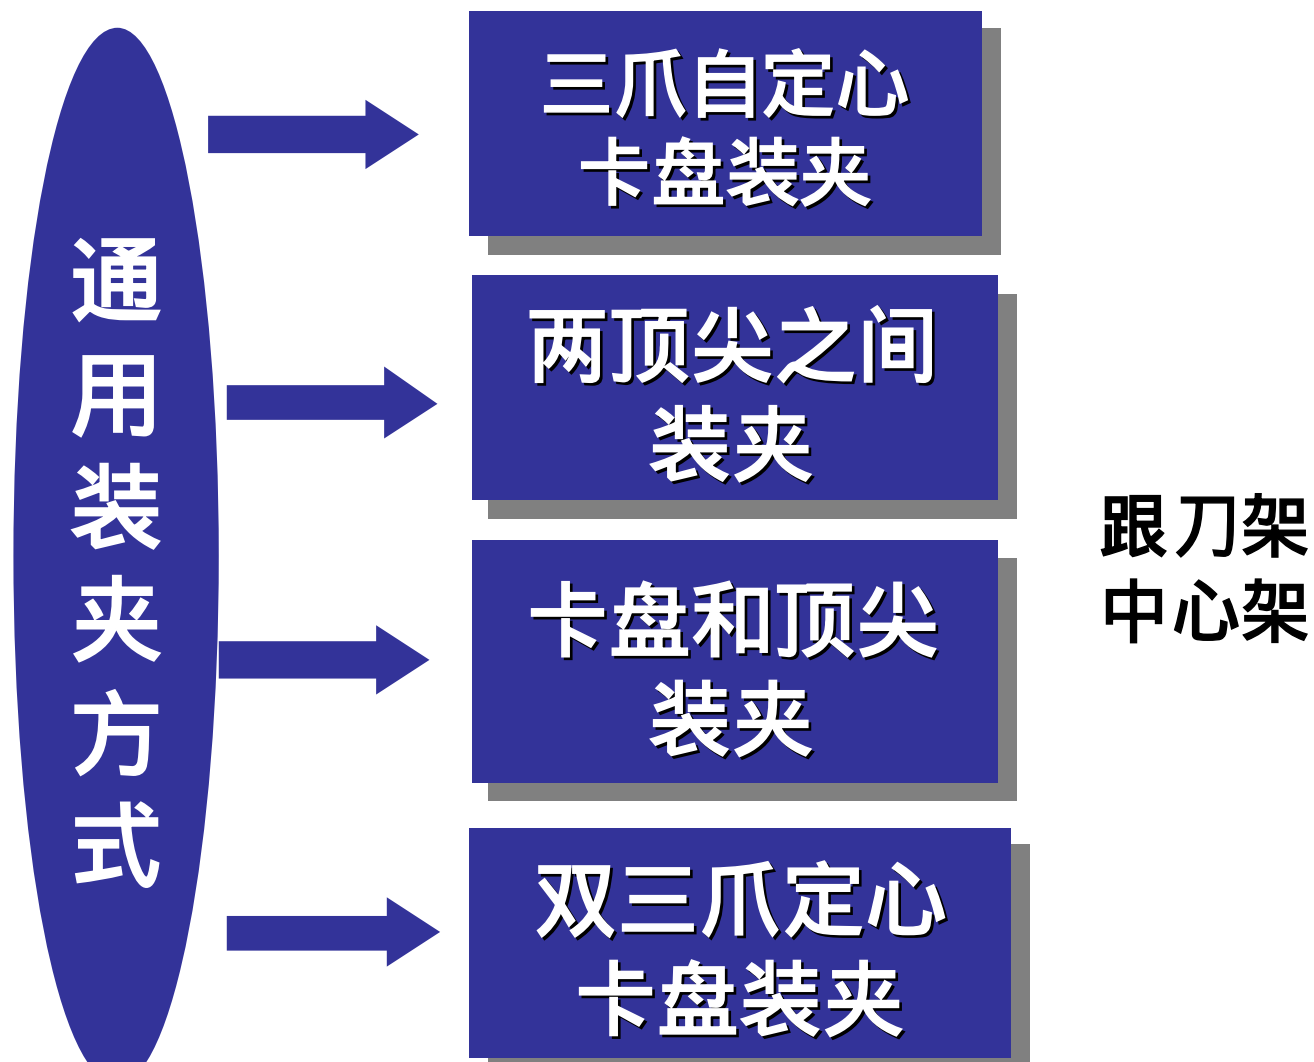 通用装夹方式
三爪自定心
卡盘装夹
两顶尖之间
装夹
卡盘和顶尖
装夹
双三爪定心
卡盘装夹
跟刀架
中心架